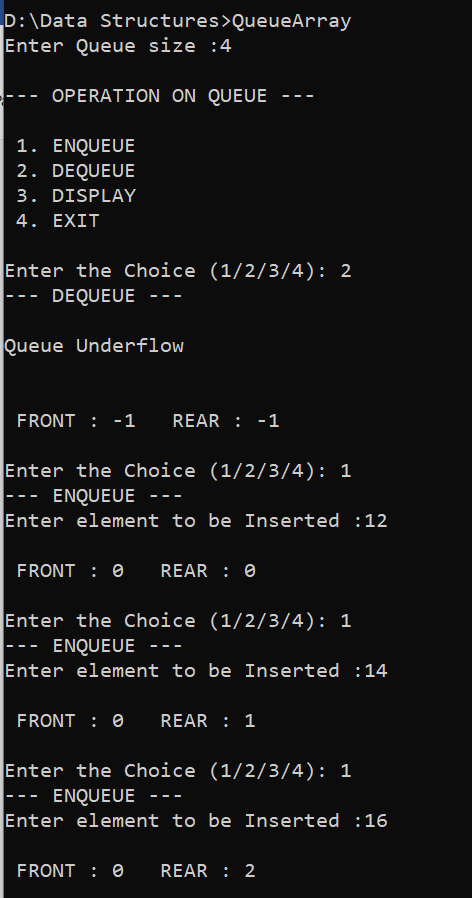 D:\Data Structures>QueueArray
Enter Queue size :4
--- OPERATION ON QUEUE ---
1. ENQUEUE
2. DEQUEUE
3. DISPLAY
4. EXIT
Enter the Choice (1/2/3/4): 2
--- DEQUEUE ---
Queue Underflow
FRONT : -1   REAR : -1
Enter the Choice (1/2/3/4): 1
--- ENQUEUE ---
Enter element to be Inserted :12
FRONT : 0   REAR : 0
Enter the Choice (1/2/3/4): 1
--- ENQUEUE ---
Enter element to be Inserted :14
FRONT : 0   REAR : 1
Enter the Choice (1/2/3/4): 1
--- ENQUEUE ---
Enter element to be Inserted :16
FRONT : 0   REAR : 2